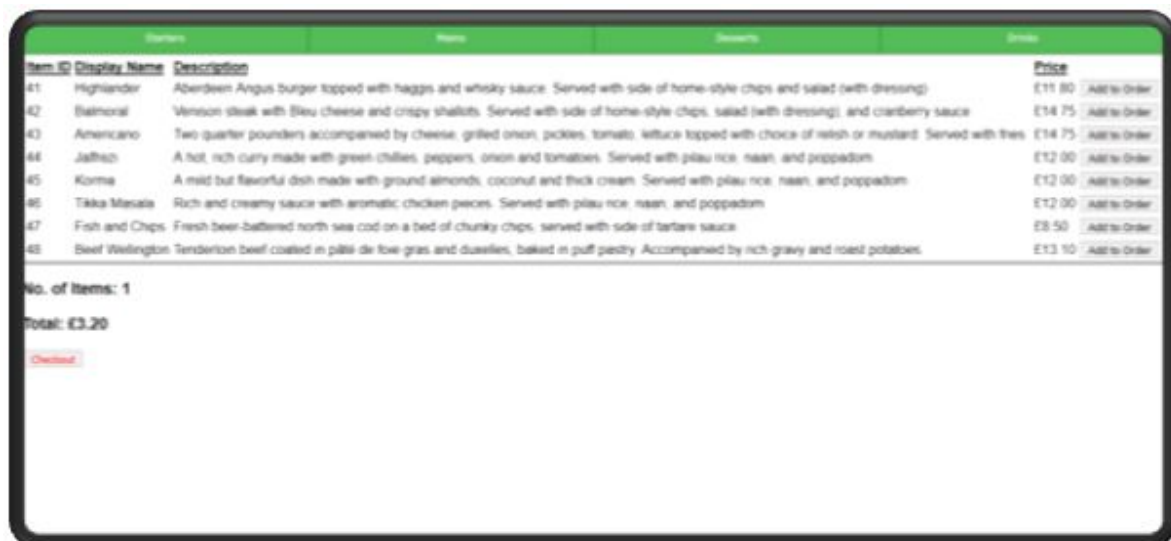 Starters Mains Desserts Drinks
Item ID Display Name Description Price
41 Highlander Aberdeen Angus burger topped with haggis and whisky sauce. Served with side of home-style chips and salad (with dressing) £11.80 Add to Order
42 Balmoral Venison steak with Bleu cheese and crispy shallots. Served with side of home-style chips, salad (with dressing), and cranberry sauce £14.75 Add to Order
43 Americano Two quarter pounders accompanied by cheese, grilled onion, pickles, tomato, lettuce topped with choice of relish or mustard. Served with fries £14.75 Add to Order
44 A hot, rich curry made with green chillies, peppers, onion and tomatoes. Served with pilau rice, naan, and poppadom £12.00 Add to Order
45 Korma A mild but flavorful dish made with ground almonds, coconut and thick cream. Served with pilau rice, naan, and poppadom £12.00 Add to Order
46 Tikka Masala Rich and creamy sauce with aromatic chicken pieces. Served with pilau rice, naan, and poppadom £12.00 Add to Order
47 Fish and Chips Fresh beer-battered north sea cod on a bed of chunky chips, served with side of tartare sauce £8.50 Add to Order
48 Beef Wellington Tenderloin beef coated in pâté de foie gras and duxelles, baked in puff pastry. Accompanied by rich gravy and roast potatoes. £13.10 Add to Order
No. of Items: 1
Total: £3.20
Checkout